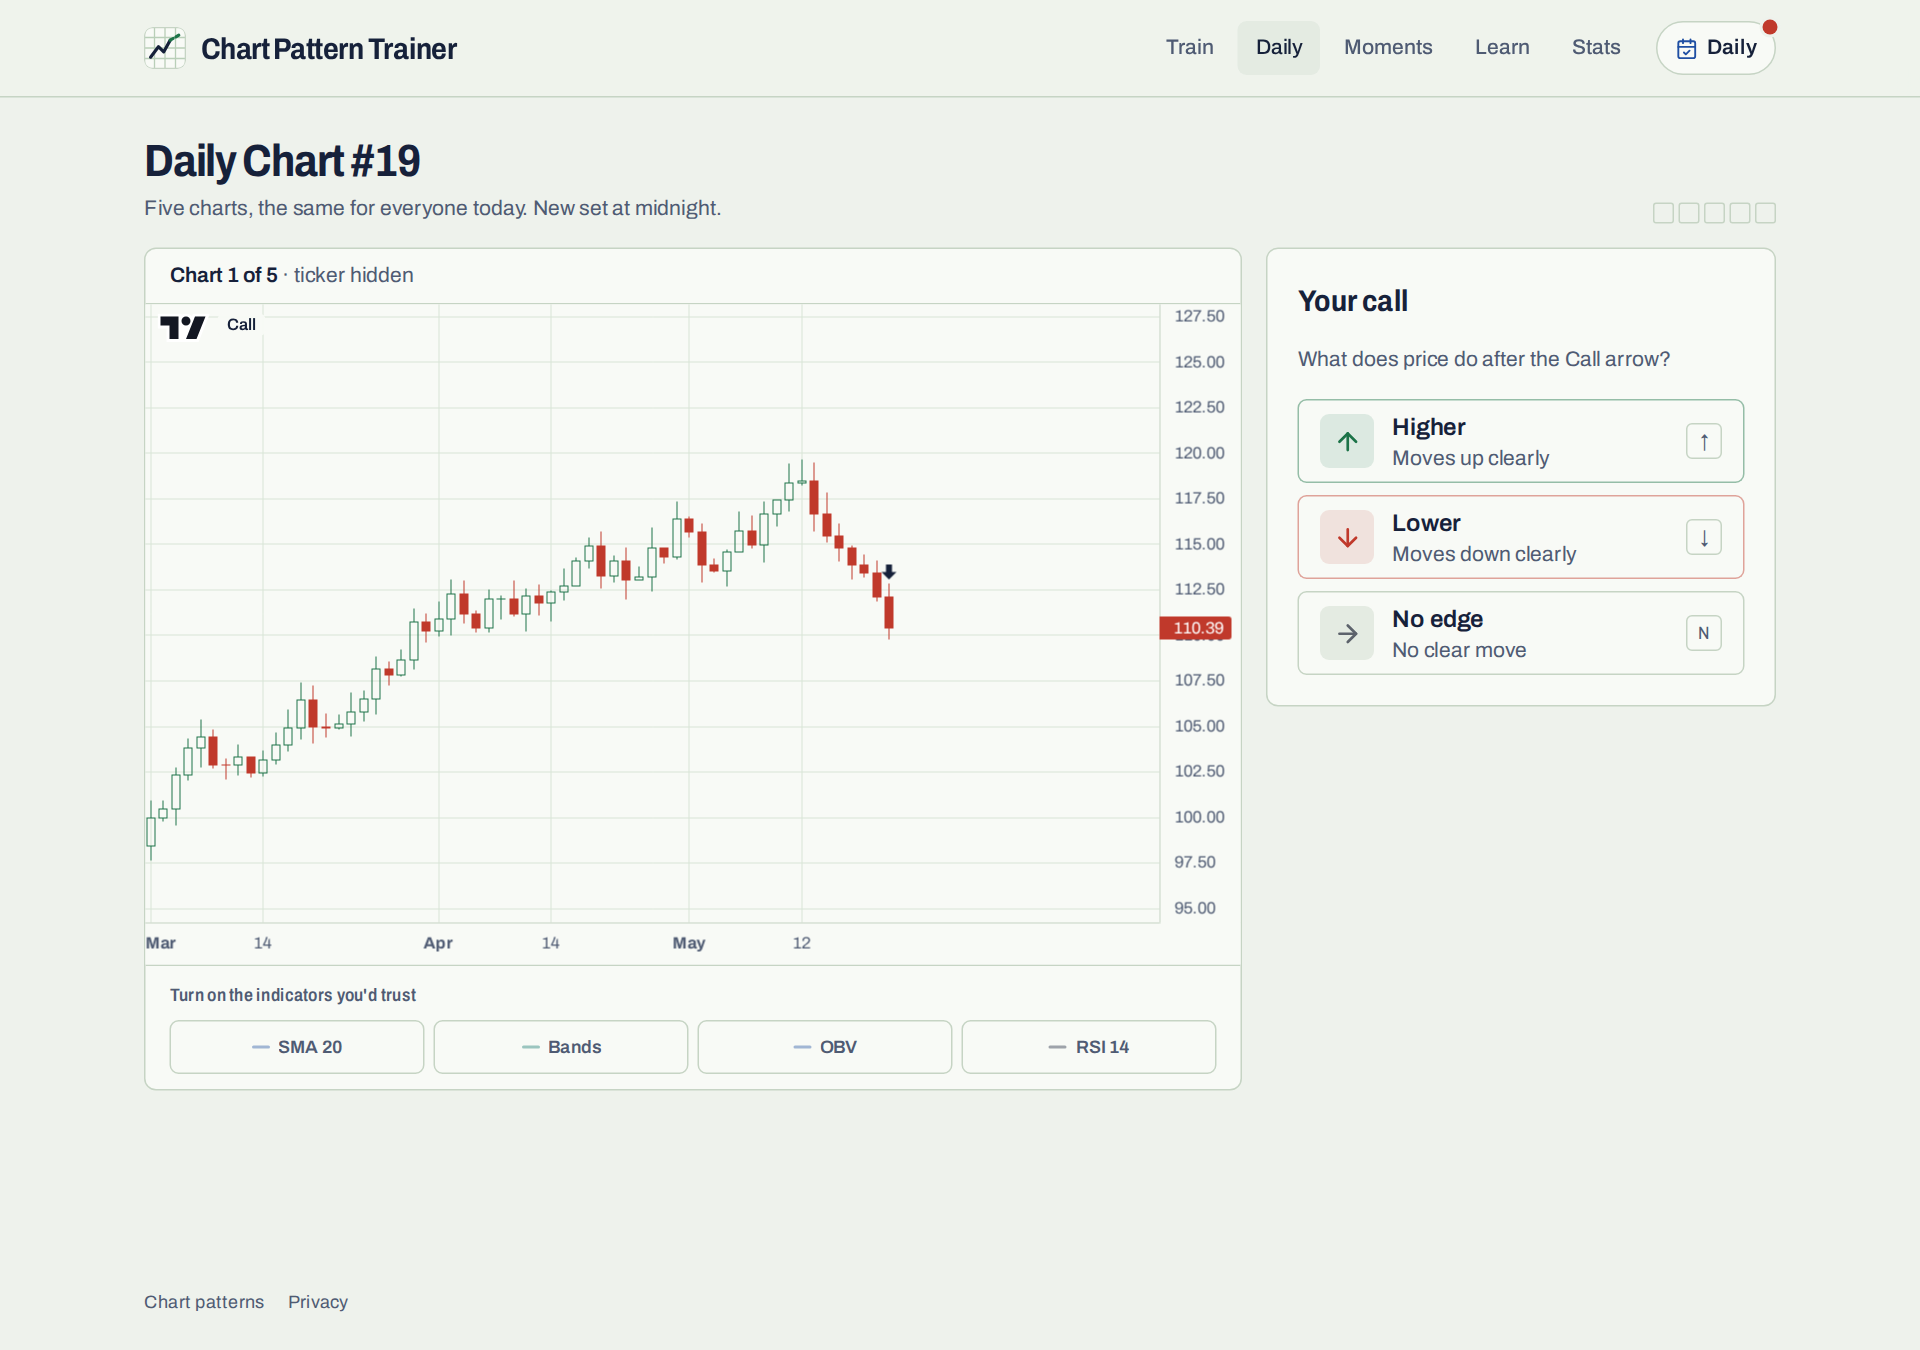 Chart Pattern Trainer
Train
Daily
Moments
Learn
Stats
Daily
Daily Chart #19
Five charts, the same for everyone today. New set at midnight.
Chart 1 of 5 · ticker hidden
Call
127.50
125.00
122.50
120.00
117.50
115.00
112.50
110.39
107.50
105.00
102.50
100.00
97.50
95.00
Mar
14
Apr
14
May
12
Turn on the indicators you'd trust
SMA 20
Bands
OBV
RSI 14
Your call
What does price do after the Call arrow?
Higher
Moves up clearly
↑
Lower
Moves down clearly
↓
No edge
No clear move
N
Chart patterns
Privacy